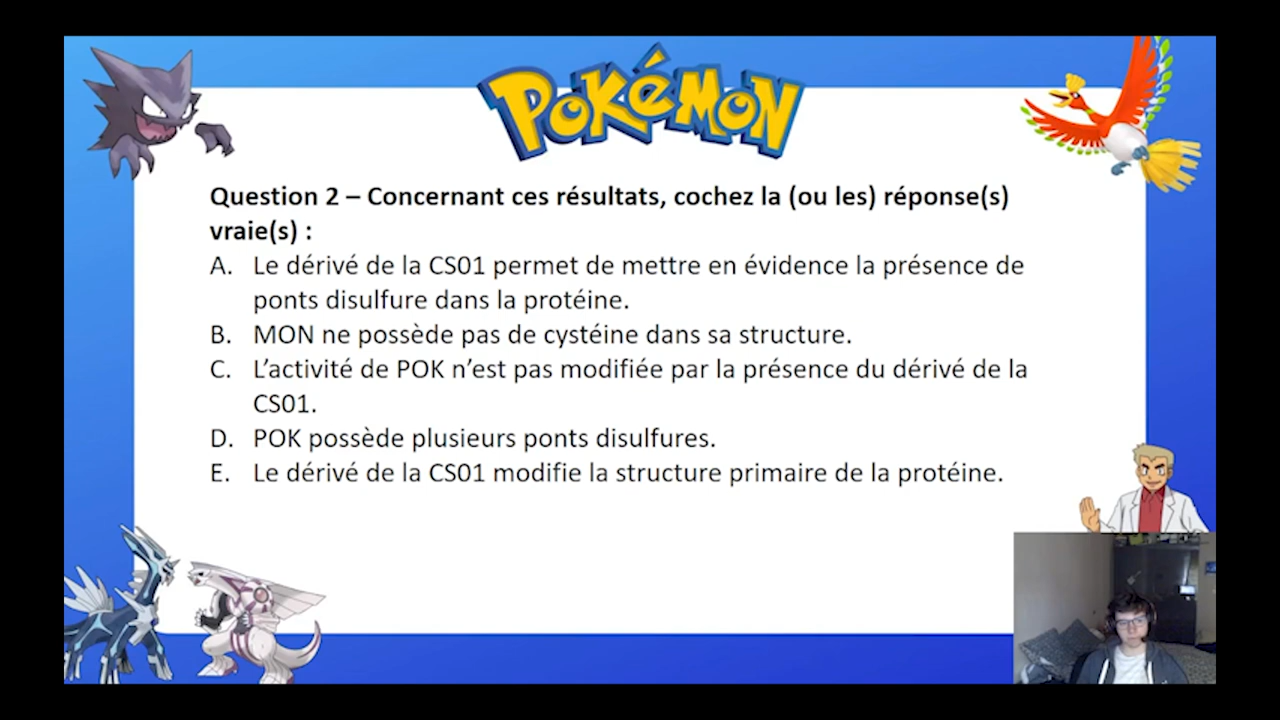 POKéMON
Question 2 – Concernant ces résultats, cochez la (ou les) réponse(s)
vraie(s) :
A. Le dérivé de la CS01 permet de mettre en évidence la présence de
ponts disulfure dans la protéine.
B. MON ne possède pas de cystéine dans sa structure.
C. L’activité de POK n’est pas modifiée par la présence du dérivé de la
CS01.
D. POK possède plusieurs ponts disulfures.
E. Le dérivé de la CS01 modifie la structure primaire de la protéine.